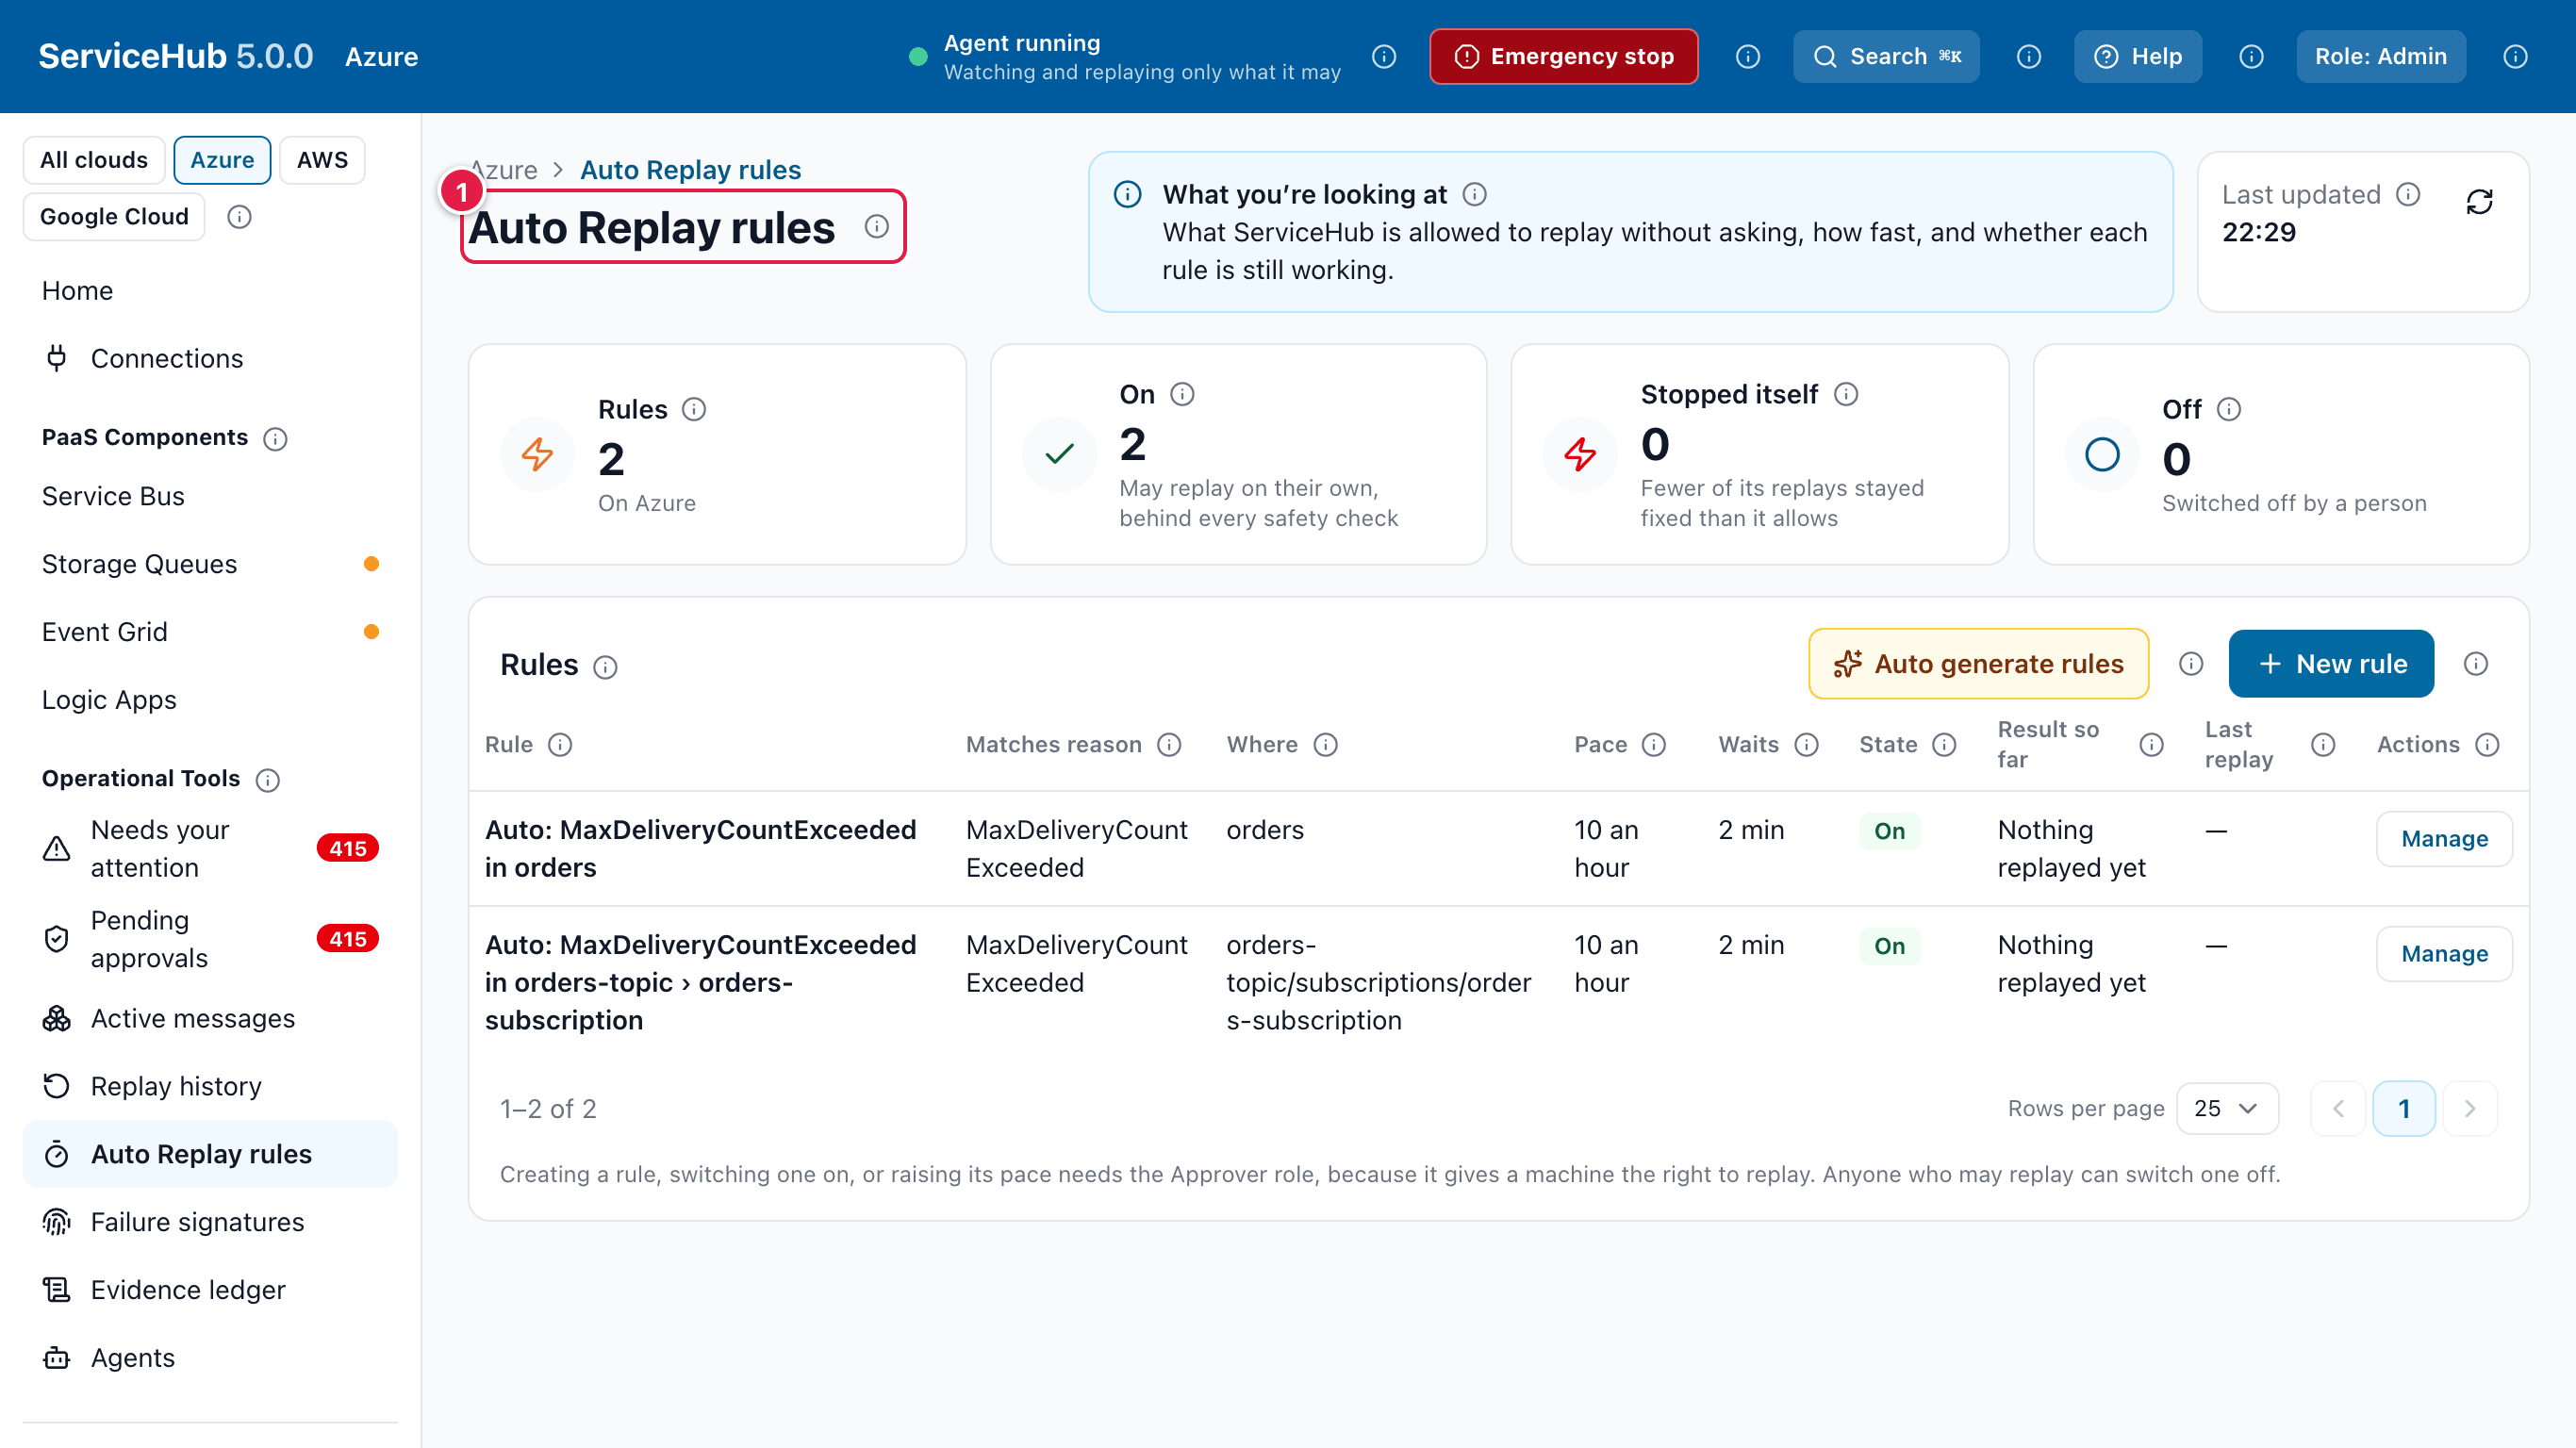 ServiceHub 5.0.0 Azure
Agent running
Watching and replaying only what it may
Emergency stop
Search ⌘K
Help
Role: Admin
All clouds
Azure
AWS
Google Cloud
Home
Connections
PaaS Components
Service Bus
Storage Queues
Event Grid
Logic Apps
Operational Tools
Needs your
attention
415
Pending
approvals
415
Active messages
Replay history
Auto Replay rules
Failure signatures
Evidence ledger
Agents
Azure > Auto Replay rules
1
Auto Replay rules
What you’re looking at
What ServiceHub is allowed to replay without asking, how fast, and whether each
rule is still working.
Last updated
22:29
Rules
2
On Azure
On
2
May replay on their own,
behind every safety check
Stopped itself
0
Fewer of its replays stayed
fixed than it allows
Off
0
Switched off by a person
Rules
Auto generate rules
+ New rule
Rule
Matches reason
Where
Pace
Waits
State
Result so
far
Last
replay
Actions
Auto: MaxDeliveryCountExceeded
in orders
MaxDeliveryCount
Exceeded
orders
10 an
hour
2 min
On
Nothing
replayed yet
—
Manage
Auto: MaxDeliveryCountExceeded
in orders-topic › orders-
subscription
MaxDeliveryCount
Exceeded
orders-
topic/subscriptions/order
s-subscription
10 an
hour
2 min
On
Nothing
replayed yet
—
Manage
1–2 of 2
Rows per page 25
1
Creating a rule, switching one on, or raising its pace needs the Approver role, because it gives a machine the right to replay. Anyone who may replay can switch one off.